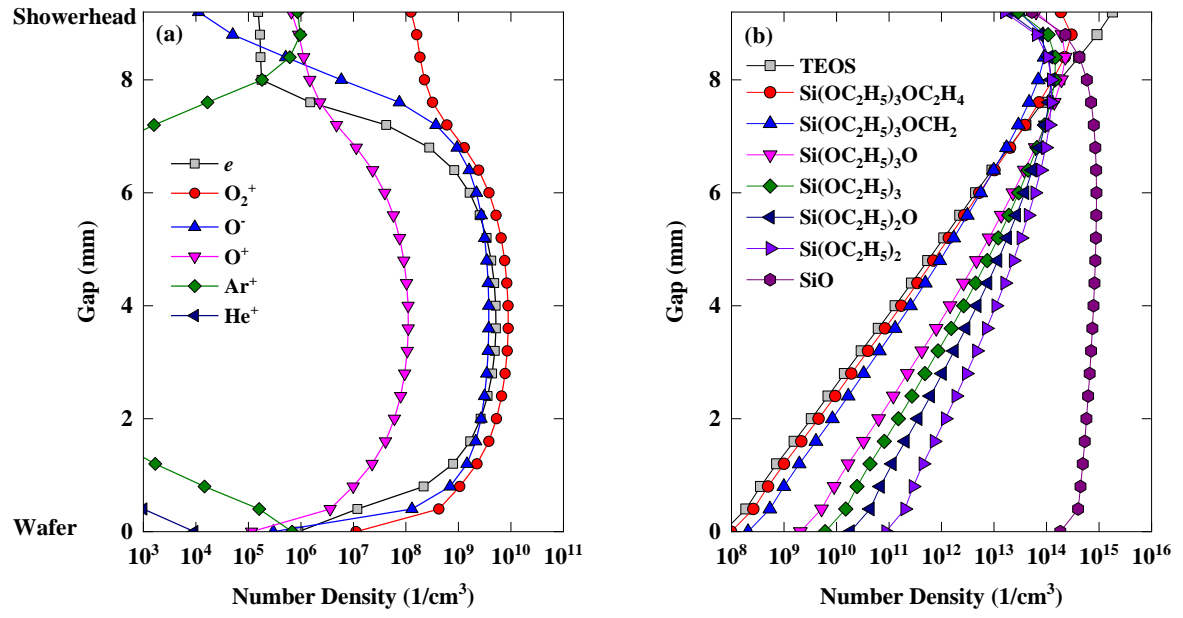 Showerhead
(a)
(b)
8
6
4
2
0
Wafer
Gap (mm)
e
O₂⁺
O⁻
O⁺
Ar⁺
He⁺
10³ 10⁴ 10⁵ 10⁶ 10⁷ 10⁸ 10⁹ 10¹⁰ 10¹¹
Number Density (1/cm³)
8
6
4
2
0
Gap (mm)
TEOS
Si(OC₂H₅)₃OC₂H₄
Si(OC₂H₅)₃OCH₂
Si(OC₂H₅)₃O
Si(OC₂H₅)₃
Si(OC₂H₅)₂O
Si(OC₂H₅)₂
SiO
10⁸ 10⁹ 10¹⁰ 10¹¹ 10¹² 10¹³ 10¹⁴ 10¹⁵ 10¹⁶
Number Density (1/cm³)